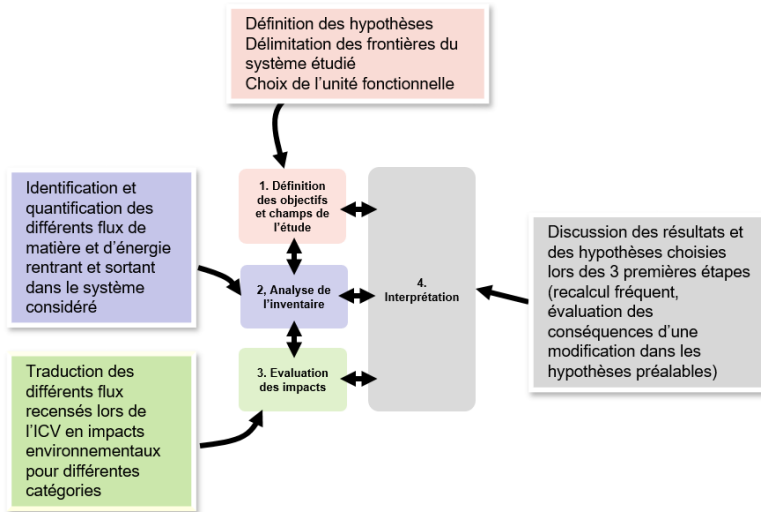 Définition des hypothèses
Délimitation des frontières du
système étudié
Choix de l'unité fonctionnelle
Identification et
quantification des
différents flux de
matière et d'énergie
rentrant et sortant
dans le système
considéré
1. Définition
des objectifs
et champs de
l'étude
2, Analyse de
l'inventaire
3. Evaluation
des impacts
4.
Interprétation
Discussion des résultats et
des hypothèses choisies
lors des 3 premières étapes
(recalcul fréquent,
évaluation des
conséquences d'une
modification dans les
hypothèses préalables)
Traduction des
différents flux
recensés lors de
l'ICV en impacts
environnementaux
pour différentes
catégories